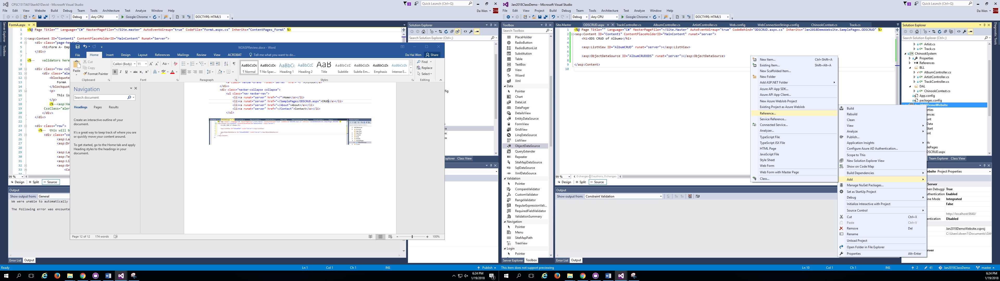 CPSC1517A01StarA01David - Microsoft Visual Studio
Quick Launch (Ctrl+Q)
File Edit View Website Build Debug Team Tools Architecture Test Analyze Window Help
Da Wen DW
Debug Any CPU Google Chrome DOCTYPE: HTML5
Server Explorer
Toolbox
FormA.aspx
1 <%@ Page Title="" Language="C#" MasterPageFile="~/Site.master" AutoEventWireup="true" CodeFile="FormA.aspx.cs" Inherits="ContentPages_FormA" %>
2
3 <asp:Content ID="Content1" ContentPlaceHolderID="MainContent" Runat="Server">
4 <div class="page-header">
5 <h1>Form A- Emp
6 </div>
7
8 <%-- validators here
9
10 <div class="row col
11 <div class="ale
12 <blockquote
13 FormA
14 </blockquot
15 <p>
16 This is
17 </p>
18 <%--<asp:Va
19 CssClass="aler
20 </div>
21 </div>
22
23 <div class="row">
24 <%-- this will b
25 <div class="co
26 <asp:La
27 <asp:Dr
28
29 <asp:La
30 <asp:Te
31 <asp:Li
32 <asp:Gr
33 <Co
34
99 %
Design Split Source
Output
Show output from: General
We were unable to automatically
The following error was encounte
Error List Output
Ready Ln 1 Col 1 Ch 1 INS Publish
Solution Explorer
Search Solution Explorer (Ctrl+;)
Class View
W2ASPReview.docx - Word
File Home Insert Design Layout References Mailings Review View ACROBAT Tell me what you want to do... Da Hai Wen Share
Paste Cut Copy Format Painter
Calibri (Body) 11
Normal No Spac... Heading 1 Heading 2 Title Subtitle Subtle Em... Emphasis Intense E...
Find Replace Select
Clipboard Font Paragraph Styles Editing
Navigation
Search document
Headings Pages Results
Create an interactive outline of your
document.
It's a great way to keep track of where you are
or quickly move your content around.
To get started, go to the Home tab and apply
Heading styles to the headings in your
document.
<a class="navbar-brand" runat="server" href="~/">Chinook</a>
</div>
<div class="navbar-collapse collapse">
<ul class="nav navbar-nav">
<li><a runat="server" href="~/">Home</a></li>
<li><a runat="server" href="~/SamplePages/ODSCRUD.aspx">CRUD</a></li>
<li><a runat="server" href="~/About">About</a></li>
<li><a runat="server" href="~/Contact">Contact</a></li>
</ul>
Page 12 of 12 174 words 100%
6:24 PM
1/19/2018
Jan2018ClassDemo - Microsoft Visual Studio
Quick Launch (Ctrl+Q)
File Edit View Project Build Debug Team Tools Architecture Test Analyze Window Help
Da Wen DW
Debug Any CPU Google Chrome DOCTYPE: HTML5
Toolbox
Search Toolbox
PlaceHolder
RadioButton
RadioButtonList
Substitution
Table
TextBox
View
Wizard
Xml
Data
Pointer
Chart
DataList
DataPager
DetailsView
EntityDataSource
FormView
GridView
LinqDataSource
ListView
ObjectDataSource
QueryExtender
Repeater
SiteMapDataSource
SqlDataSource
XmlDataSource
Validation
Pointer
CompareValidator
CustomValidator
RangeValidator
RegularExpressionVali...
RequiredFieldValidator
ValidationSummary
Navigation
Pointer
Menu
SiteMapPath
TreeView
Login
Pointer
Server Explorer Toolbox
Site.Master ODSCRUD.aspx TrackController.cs AlbumController.cs ArtistController.cs Web.config WebConnectionStrings.config ChinookContext.cs Track.cs
1 <%@ Page Title="" Language="C#" MasterPageFile="~/Site.Master" AutoEventWireup="true" CodeBehind="ODSCRUD.aspx.cs" Inherits="Jan2018DemoWebsite.SamplePages.ODSCRUD" %>
2 <asp:Content ID="Content1" ContentPlaceHolderID="MainContent" runat="server">
3 <h1>ODS CRUD of Albums</h1>
4
5 <asp:ListView ID="AlbumCRUD" runat="server"></asp:ListView>
6
7 <asp:ObjectDataSource ID="AlbumCRUDODS" runat="server"></asp:ObjectDataSource>
8
9 </asp:Content>
10
99 % 0 changes 0 authors, 0 changes
Design Split Source
Output
Show output from: Constraint Validation
Error List Output
New Item... Ctrl+Shift+A
Existing Item... Shift+Alt+A
New Scaffolded Item...
New Folder
Add ASP.NET Folder
Azure API App SDK...
Azure API App Client...
New Azure WebJob Project
Existing Project as Azure WebJob
Reference...
Service Reference...
Connected Service...
Analyzer...
TypeScript File
TypeScript JSX File
HTML Page
JavaScript File
Style Sheet
Web Form
Web Form with Master Page
Class...
Build
Rebuild
Clean
View
Analyze
Publish...
Application Insights
Configure Azure AD Authentication...
Scope to This
New Solution Explorer View
Show on Code Map
Build Dependencies
Add
Manage NuGet Packages...
Set as StartUp Project
Debug
Initialize Interactive with Project
Source Control
Cut Ctrl+X
Paste Ctrl+V
Remove Del
Rename
Unload Project
Open Folder in File Explorer
Properties Alt+Enter
Solution Explorer
Search Solution Explorer (Ctrl+;)
Artist.cs
Track.cs
ChinookSystem
Properties
References
BLL
AlbumController.cs
ArtistController.cs
TrackController.cs
DAL
ChinookContext.cs
App.config
packages.config
Team Explorer Class View
Project Properties
True
Enabled
Integrated
False
http://localhost:9640/
Disabled
Jan2018DemoWebsite.csproj
C:\Users\dwen1\Documents\Gith
Diagnostic Tools
This item does not support previewing Ln 10 Col 1 Ch 1 INS 2 41 Jan2018ClassDemo master
6:24 PM
1/19/2018